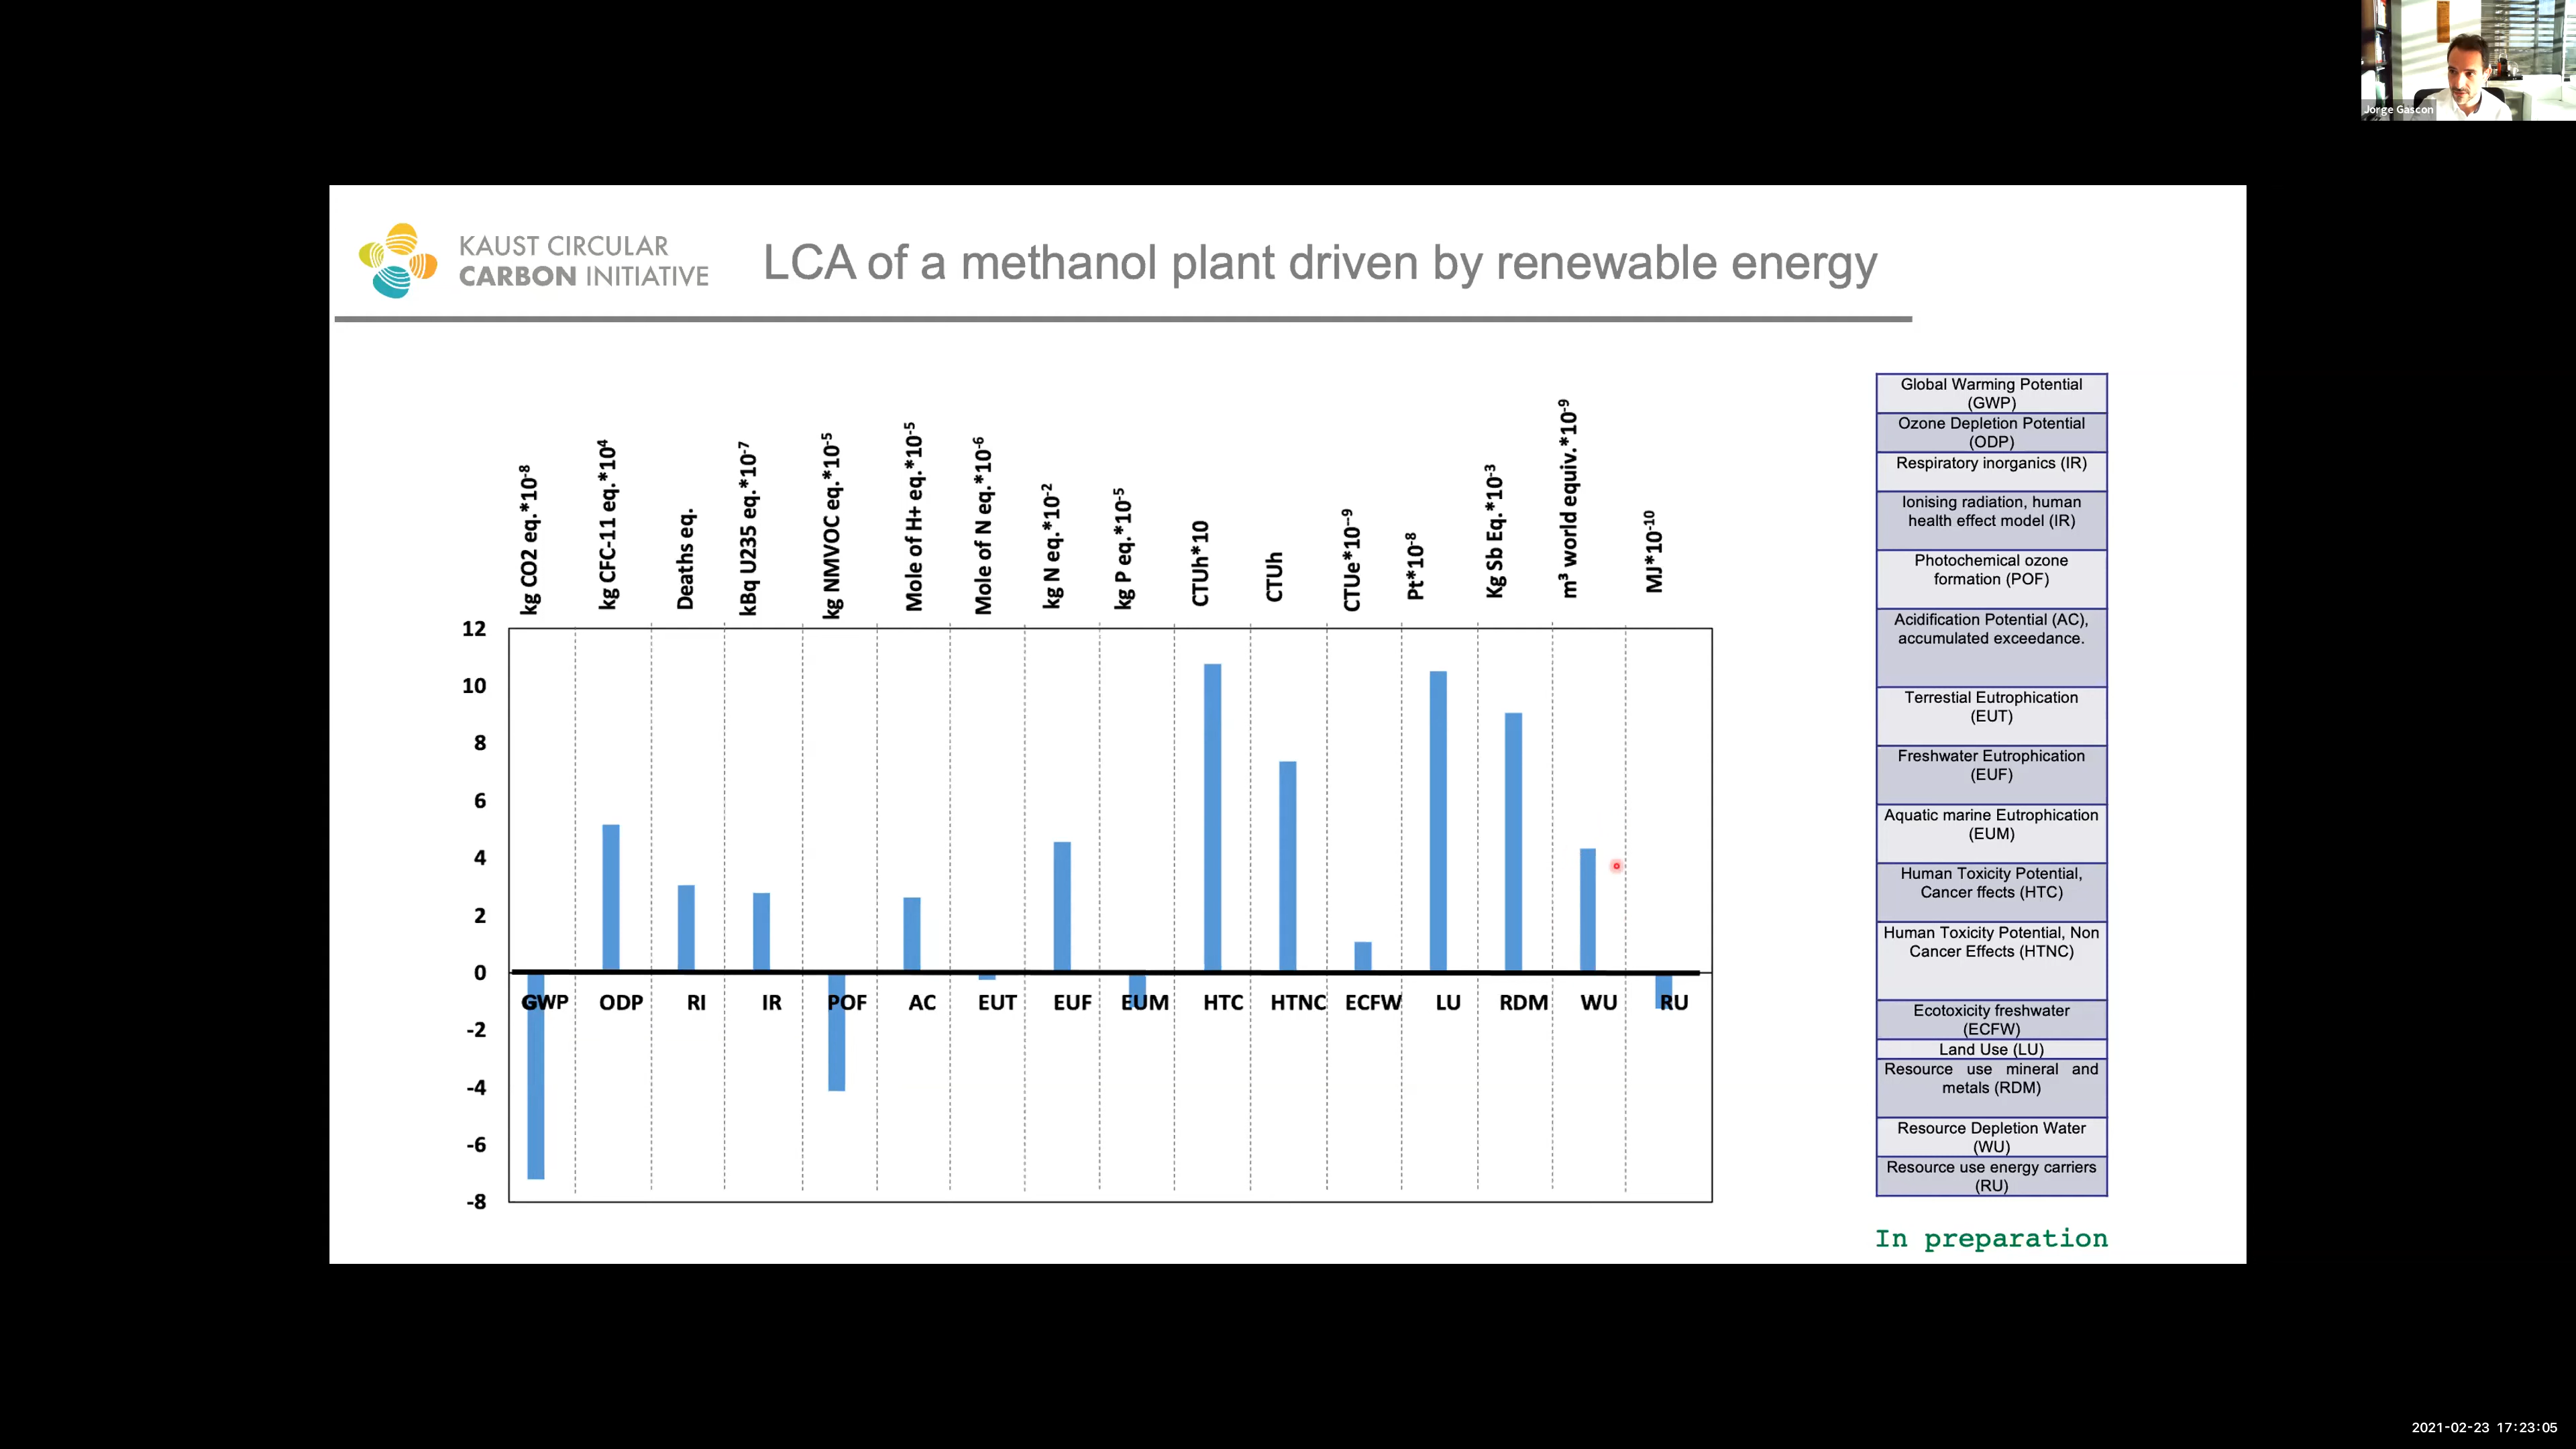 Jorge Gascon
KAUST CIRCULAR
CARBON INITIATIVE
LCA of a methanol plant driven by renewable energy
kg CO2 eq.*10-8
kg CFC-11 eq.*104
Deaths eq.
kBq U235 eq.*10-7
kg NMVOC eq.*10-5
Mole of H+ eq.*10-5
Mole of N eq.*10-6
kg N eq.*10-2
kg P eq.*10-5
CTUh*10
CTUh
CTUe*10-9
Pt*10-8
Kg Sb Eq.*10-3
m³ world equiv.*10-9
MJ*10-10
12
10
8
6
4
2
0
-2
-4
-6
-8
GWP ODP RI IR POF AC EUT EUF EUM HTC HTNC ECFW LU RDM WU RU
Global Warming Potential
(GWP)
Ozone Depletion Potential
(ODP)
Respiratory inorganics (IR)
Ionising radiation, human
health effect model (IR)
Photochemical ozone
formation (POF)
Acidification Potential (AC),
accumulated exceedance.
Terrestial Eutrophication
(EUT)
Freshwater Eutrophication
(EUF)
Aquatic marine Eutrophication
(EUM)
Human Toxicity Potential,
Cancer ffects (HTC)
Human Toxicity Potential, Non
Cancer Effects (HTNC)
Ecotoxicity freshwater
(ECFW)
Land Use (LU)
Resource use mineral and
metals (RDM)
Resource Depletion Water
(WU)
Resource use energy carriers
(RU)
In preparation
2021-02-23 17:23:05